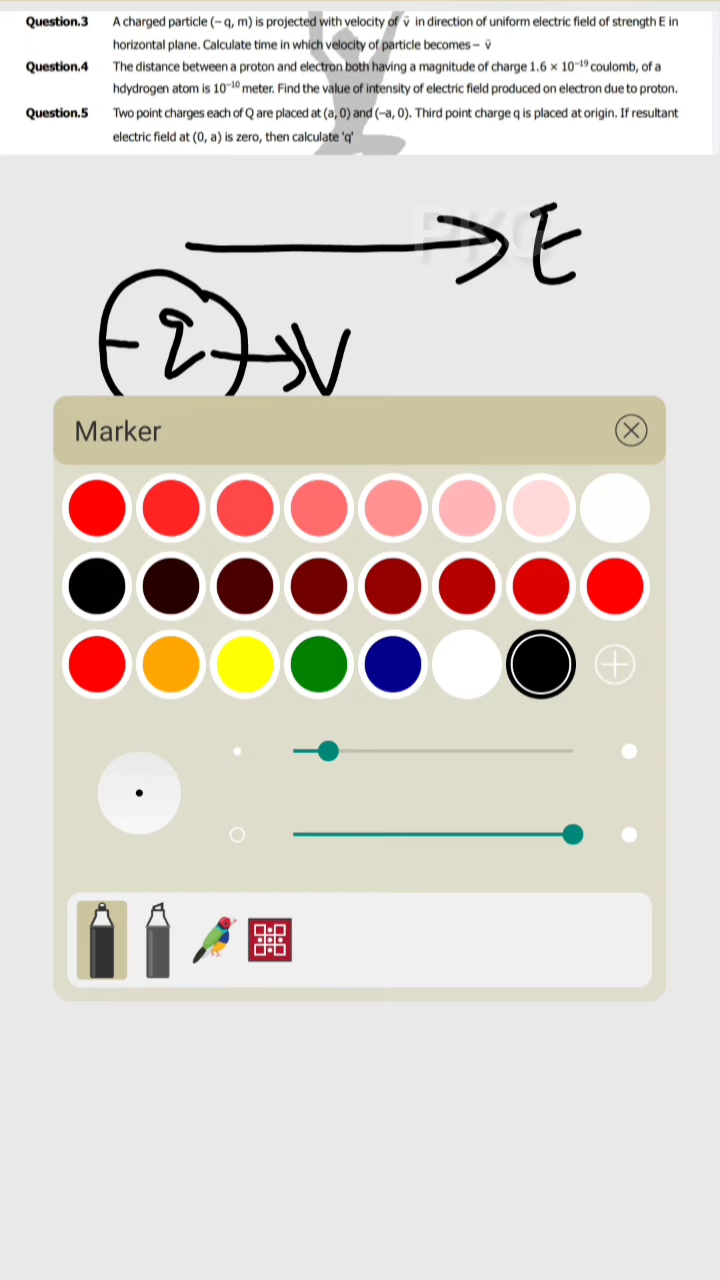 Question.3 A charged particle (– q, m) is projected with velocity of v⃗ in direction of uniform electric field of strength E in
horizontal plane. Calculate time in which velocity of particle becomes – v⃗
Question.4 The distance between a proton and electron both having a magnitude of charge 1.6 × 10⁻¹⁹ coulomb, of a
hdydrogen atom is 10⁻¹⁰ meter. Find the value of intensity of electric field produced on electron due to proton.
Question.5 Two point charges each of Q are placed at (a, 0) and (–a, 0). Third point charge q is placed at origin. If resultant
electric field at (0, a) is zero, then calculate 'q'
PKG
E
- q
V
Marker